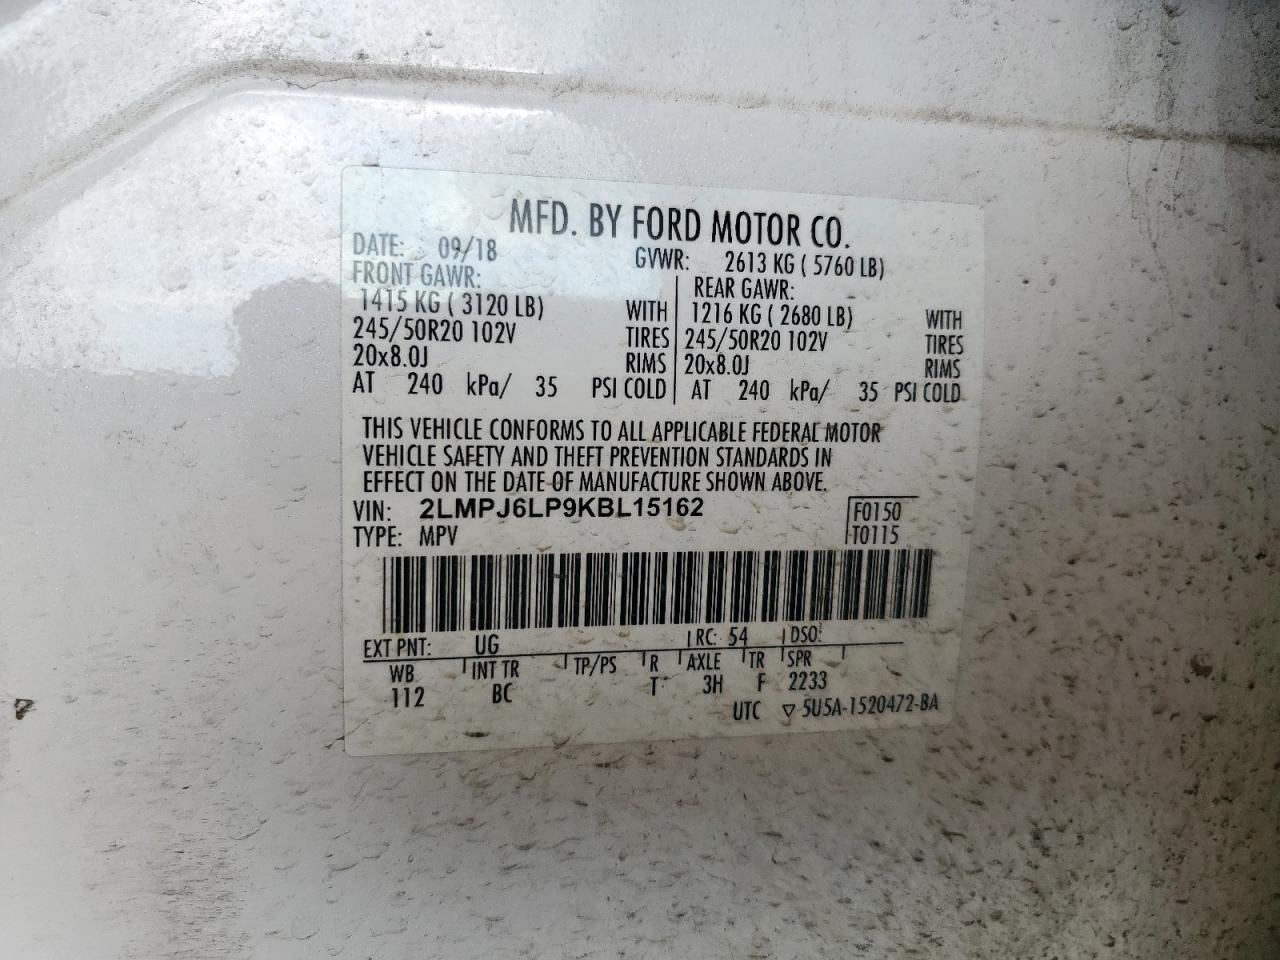 MFD. BY FORD MOTOR CO.
DATE: 09/18 GVWR: 2613 KG ( 5760 LB)
FRONT GAWR: REAR GAWR:
1415 KG ( 3120 LB) WITH 1216 KG ( 2680 LB) WITH
245/50R20 102V TIRES 245/50R20 102V TIRES
20x8.0J RIMS 20x8.0J RIMS
AT 240 kPa/ 35 PSI COLD AT 240 kPa/ 35 PSI COLD
THIS VEHICLE CONFORMS TO ALL APPLICABLE FEDERAL MOTOR
VEHICLE SAFETY AND THEFT PREVENTION STANDARDS IN
EFFECT ON THE DATE OF MANUFACTURE SHOWN ABOVE.
VIN: 2LMPJ6LP9KBL15162 F0150
TYPE: MPV T0115
EXT PNT: UG RC: 54 DSO:
WB INT TR TP/PS R AXLE TR SPR
112 BC T 3H F 2233
UTC ▽ 5U5A-1520472-BA